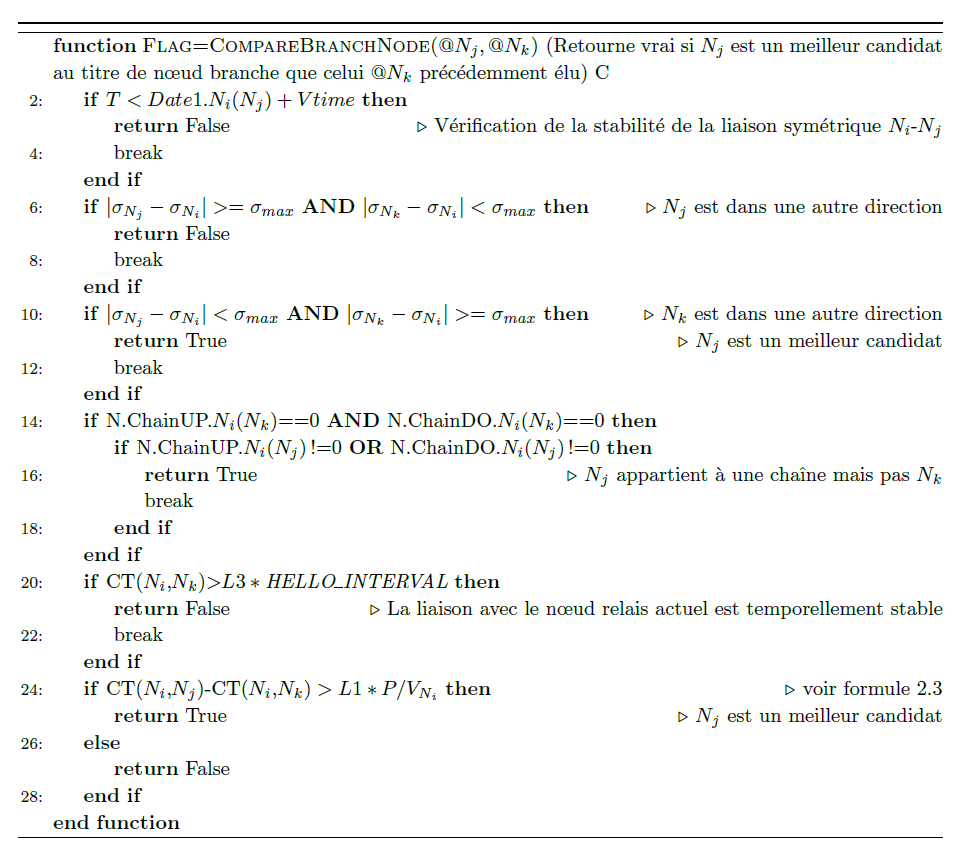 function FLAG=COMPAREBRANCHNODE(@N_j, @N_k) (Retourne vrai si N_j est un meilleur candidat
au titre de nœud branche que celui @N_k précédemment élu) C
2: if T < Date1.N_i(N_j) + Vtime then
return False ▷ Vérification de la stabilité de la liaison symétrique N_i-N_j
4: break
end if
6: if |σ_{N_j} − σ_{N_i}| >= σ_{max} AND |σ_{N_k} − σ_{N_i}| < σ_{max} then ▷ N_j est dans une autre direction
return False
8: break
end if
10: if |σ_{N_j} − σ_{N_i}| < σ_{max} AND |σ_{N_k} − σ_{N_i}| >= σ_{max} then ▷ N_k est dans une autre direction
return True ▷ N_j est un meilleur candidat
12: break
end if
14: if N.ChainUP.N_i(N_k)==0 AND N.ChainDO.N_i(N_k)==0 then
if N.ChainUP.N_i(N_j)!=0 OR N.ChainDO.N_i(N_j)!=0 then
16: return True ▷ N_j appartient à une chaîne mais pas N_k
break
18: end if
end if
20: if CT(N_i,N_k)>L3 * HELLO_INTERVAL then
return False ▷ La liaison avec le nœud relais actuel est temporellement stable
22: break
end if
24: if CT(N_i,N_j)-CT(N_i,N_k) > L1 * P/V_{N_i} then ▷ voir formule 2.3
return True ▷ N_j est un meilleur candidat
26: else
return False
28: end if
end function